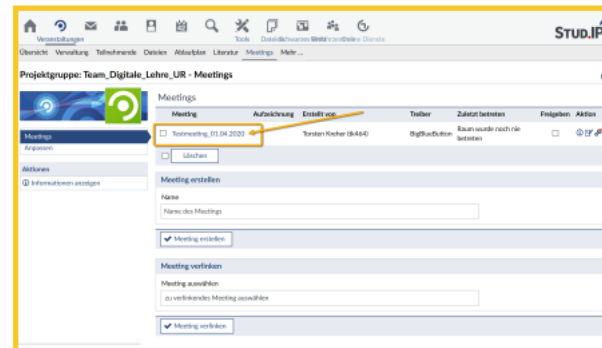 Veranstaltungen Tools
STUD.IP
Übersicht Verwaltung Teilnehmende Dateien Ablaufplan Literatur Meetings Mehr ...
Projektgruppe: Team_Digitale_Lehre_UR - Meetings
Meetings
Anpassen
Aktionen
Informationen anzeigen
Meetings
Meeting Aufzeichnung Erstellt von Treiber Zuletzt betreten Freigeben Aktion
Testmeeting_01.04.2020 Torsten Kircher BigBlueButton Raum wurde noch nie
betreten
Löschen
Meeting erstellen
Name
Name des Meetings
Meeting erstellen
Meeting verlinken
Meeting auswählen
zu verlinkendes Meeting auswählen
Meeting verlinken